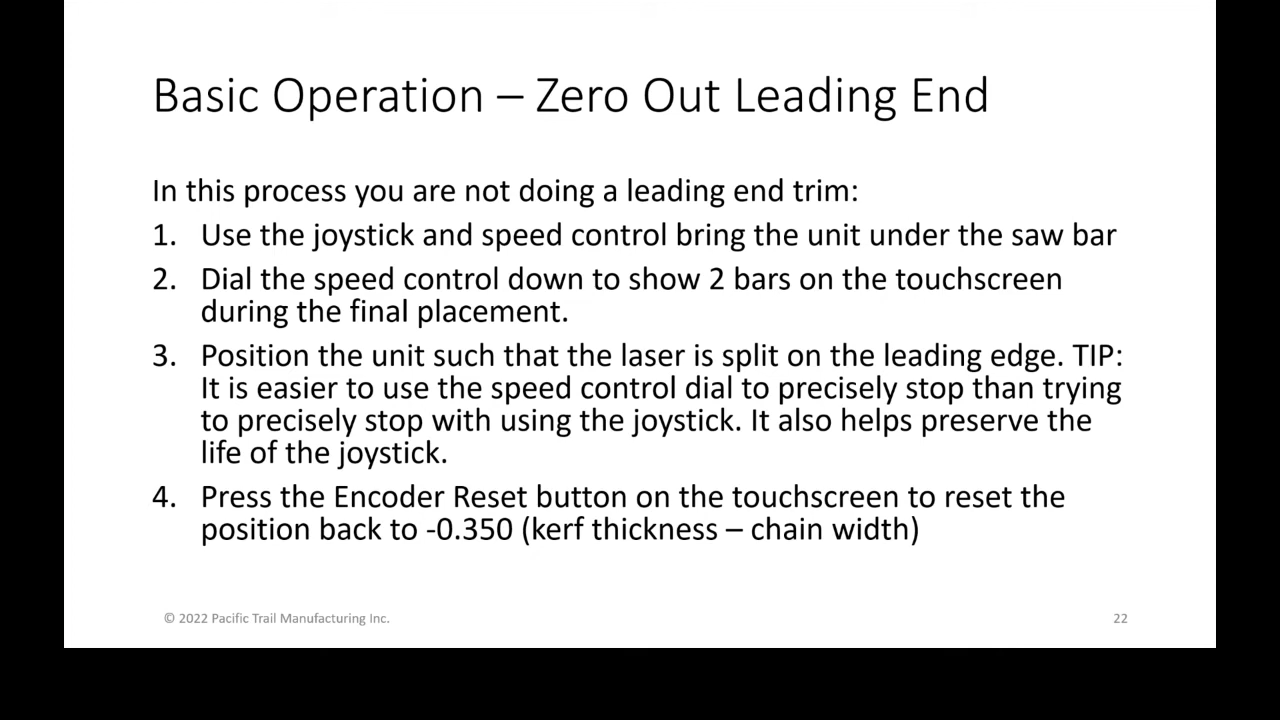 Basic Operation – Zero Out Leading End
In this process you are not doing a leading end trim:
1. Use the joystick and speed control bring the unit under the saw bar
2. Dial the speed control down to show 2 bars on the touchscreen
during the final placement.
3. Position the unit such that the laser is split on the leading edge. TIP:
It is easier to use the speed control dial to precisely stop than trying
to precisely stop with using the joystick. It also helps preserve the
life of the joystick.
4. Press the Encoder Reset button on the touchscreen to reset the
position back to -0.350 (kerf thickness – chain width)
© 2022 Pacific Trail Manufacturing Inc.
22